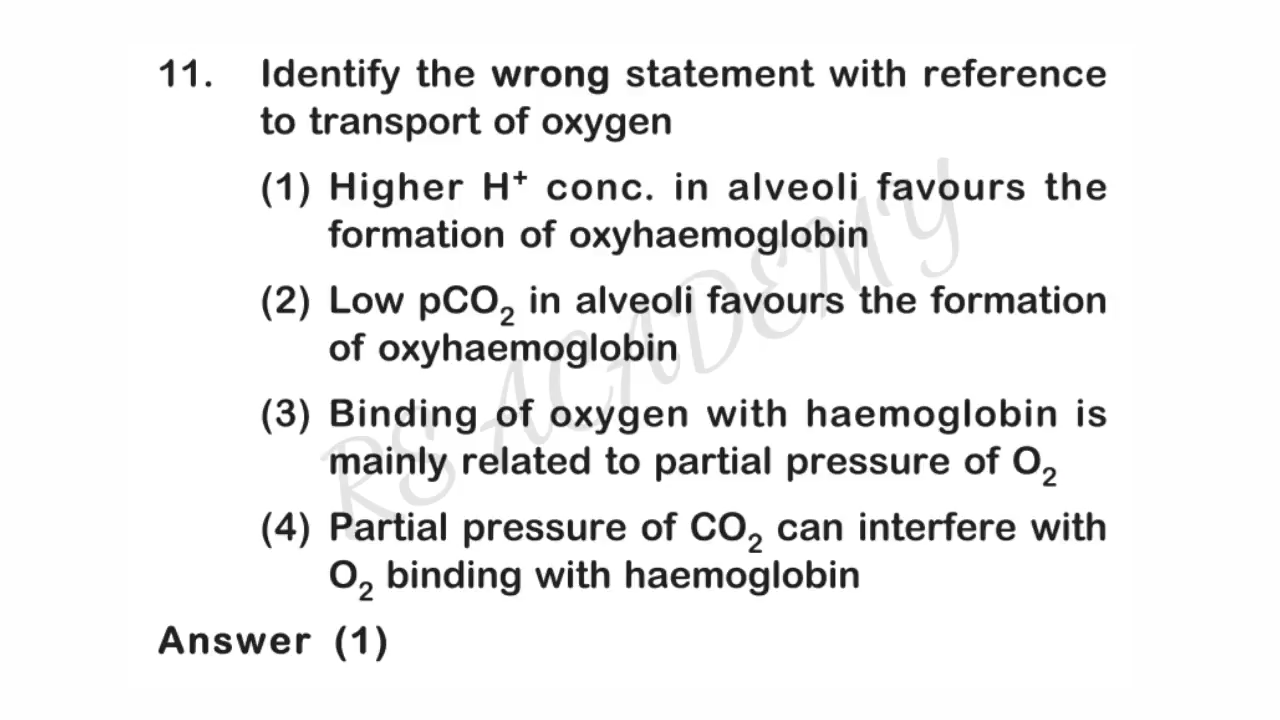 11. Identify the wrong statement with reference
to transport of oxygen
(1) Higher H⁺ conc. in alveoli favours the
formation of oxyhaemoglobin
(2) Low pCO₂ in alveoli favours the formation
of oxyhaemoglobin
(3) Binding of oxygen with haemoglobin is
mainly related to partial pressure of O₂
(4) Partial pressure of CO₂ can interfere with
O₂ binding with haemoglobin
Answer (1)
RS ACADEMY